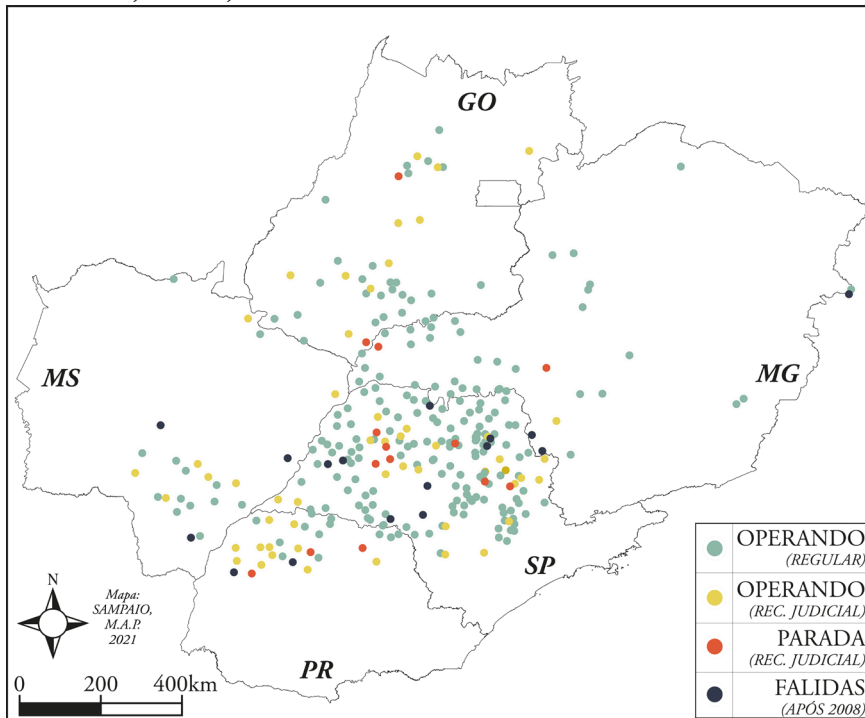 GO
MS
MG
SP
PR
N
Mapa:
SAMPAIO,
M.A.P.
2021
0 200 400km
OPERANDO
(REGULAR)
OPERANDO
(REC. JUDICIAL)
PARADA
(REC. JUDICIAL)
FALIDAS
(APÓS 2008)